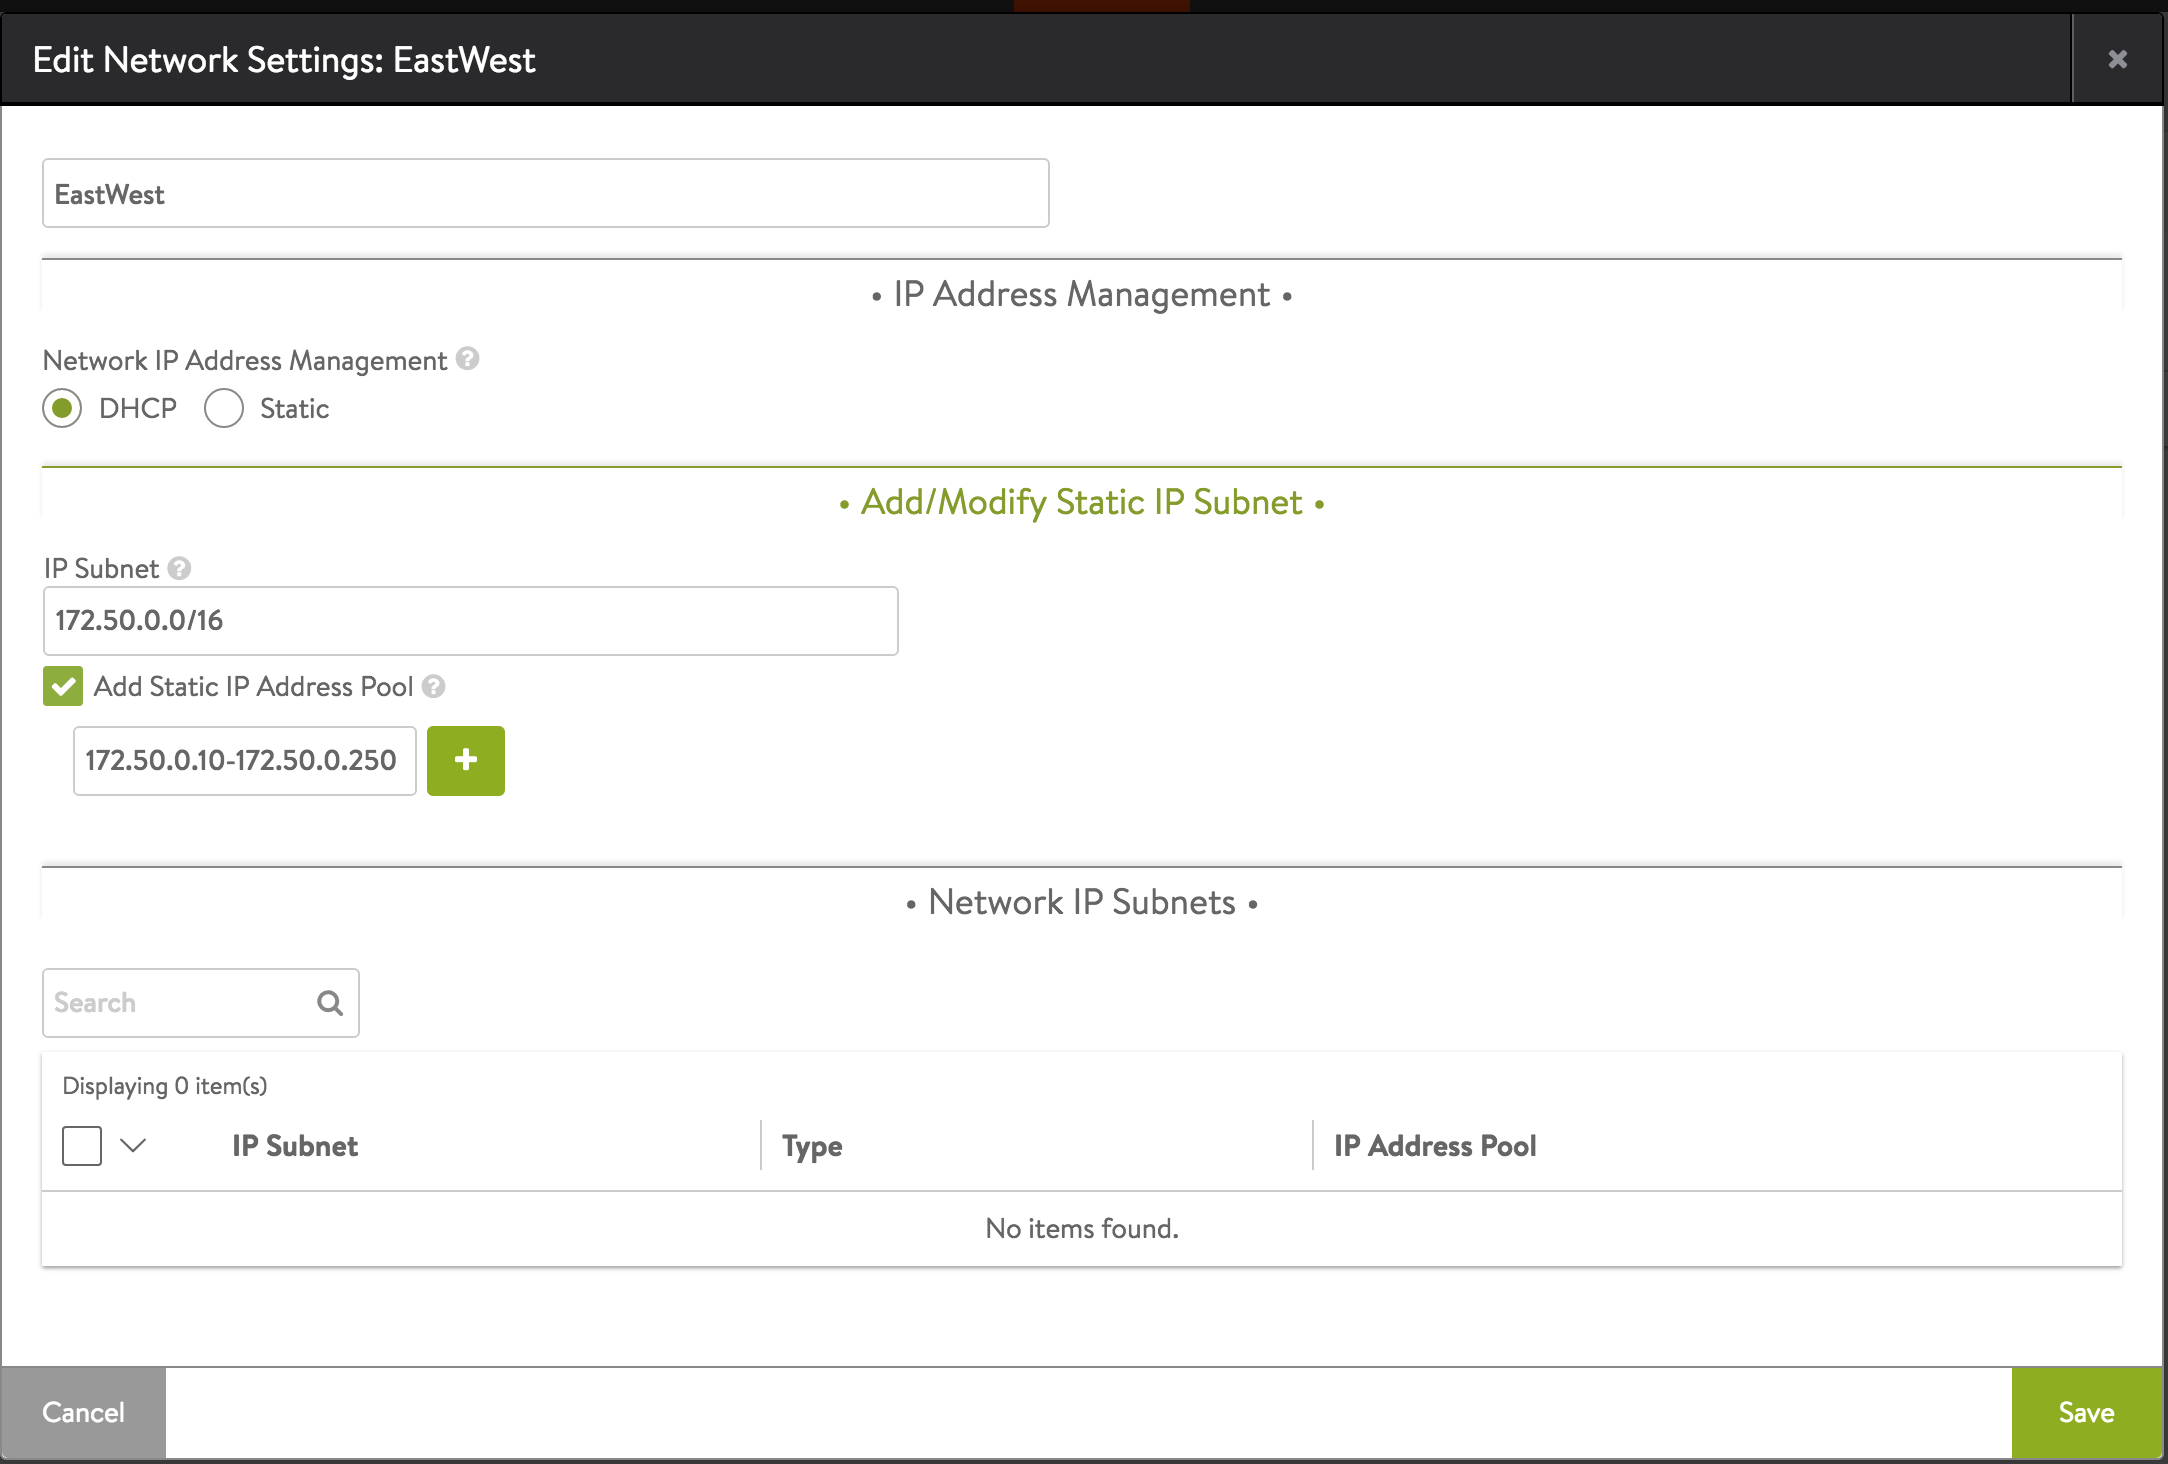 Edit Network Settings: EastWest
EastWest
• IP Address Management •
Network IP Address Management ?
DHCP Static
• Add/Modify Static IP Subnet •
IP Subnet ?
172.50.0.0/16
Add Static IP Address Pool ?
172.50.0.10-172.50.0.250
• Network IP Subnets •
Search
Displaying 0 item(s)
IP Subnet Type IP Address Pool
No items found.
Cancel Save